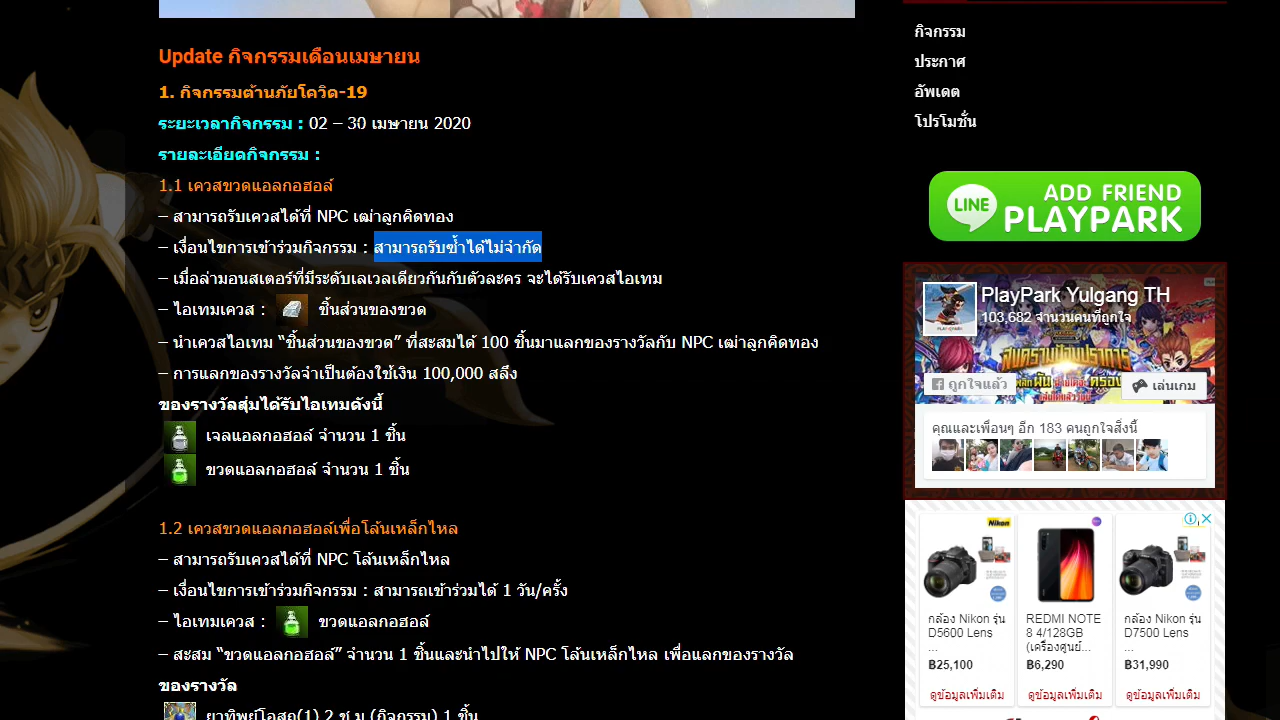 Update กิจกรรมเดือนเมษายน
1. กิจกรรมต้านภัยโควิด-19
ระยะเวลากิจกรรม : 02 – 30 เมษายน 2020
รายละเอียดกิจกรรม :
1.1 เควสขวดแอลกอฮอล์
– สามารถรับเควสได้ที่ NPC เฒ่าลูกคิดทอง
– เงื่อนไขการเข้าร่วมกิจกรรม : สามารถรับซ้ำได้ไม่จำกัด
– เมื่อล่ามอนสเตอร์ที่มีระดับเลเวลเดียวกันกับตัวละคร จะได้รับเควสไอเทม
– ไอเทมเควส : ชิ้นส่วนของขวด
– นำเควสไอเทม “ชิ้นส่วนของขวด” ที่สะสมได้ 100 ชิ้นมาแลกของรางวัลกับ NPC เฒ่าลูกคิดทอง
– การแลกของรางวัลจำเป็นต้องใช้เงิน 100,000 สลึง
ของรางวัลสุ่มได้รับไอเทมดังนี้
เจลแอลกอฮอล์ จำนวน 1 ชิ้น
ขวดแอลกอฮอล์ จำนวน 1 ชิ้น
1.2 เควสขวดแอลกอฮอล์เพื่อโล้นเหล็กไหล
– สามารถรับเควสได้ที่ NPC โล้นเหล็กไหล
– เงื่อนไขการเข้าร่วมกิจกรรม : สามารถเข้าร่วมได้ 1 วัน/ครั้ง
– ไอเทมเควส : ขวดแอลกอฮอล์
– สะสม “ขวดแอลกอฮอล์” จำนวน 1 ชิ้นและนำไปให้ NPC โล้นเหล็กไหล เพื่อแลกของรางวัล
ของรางวัล
ยาทิพย์โอสถ(1) 2 ช.ม.(กิจกรรม) 1 ชิ้น
กิจกรรม
ประกาศ
อัพเดต
โปรโมชั่น
LINE
ADD FRIEND
PLAYPARK
PlayPark Yulgang TH
103,682 จำนวนคนที่ถูกใจ
ถูกใจแล้ว
เล่นเกม
คุณและเพื่อนๆ อีก 183 คนถูกใจสิ่งนี้
Nikon
กล้อง Nikon รุ่น
D5600 Lens
...
฿25,100
ดูข้อมูลเพิ่มเติม
REDMI NOTE
8 4/128GB
(เครื่องศูนย์...
฿6,290
ดูข้อมูลเพิ่มเติม
กล้อง Nikon รุ่น
D7500 Lens
...
฿31,990
ดูข้อมูลเพิ่มเติม